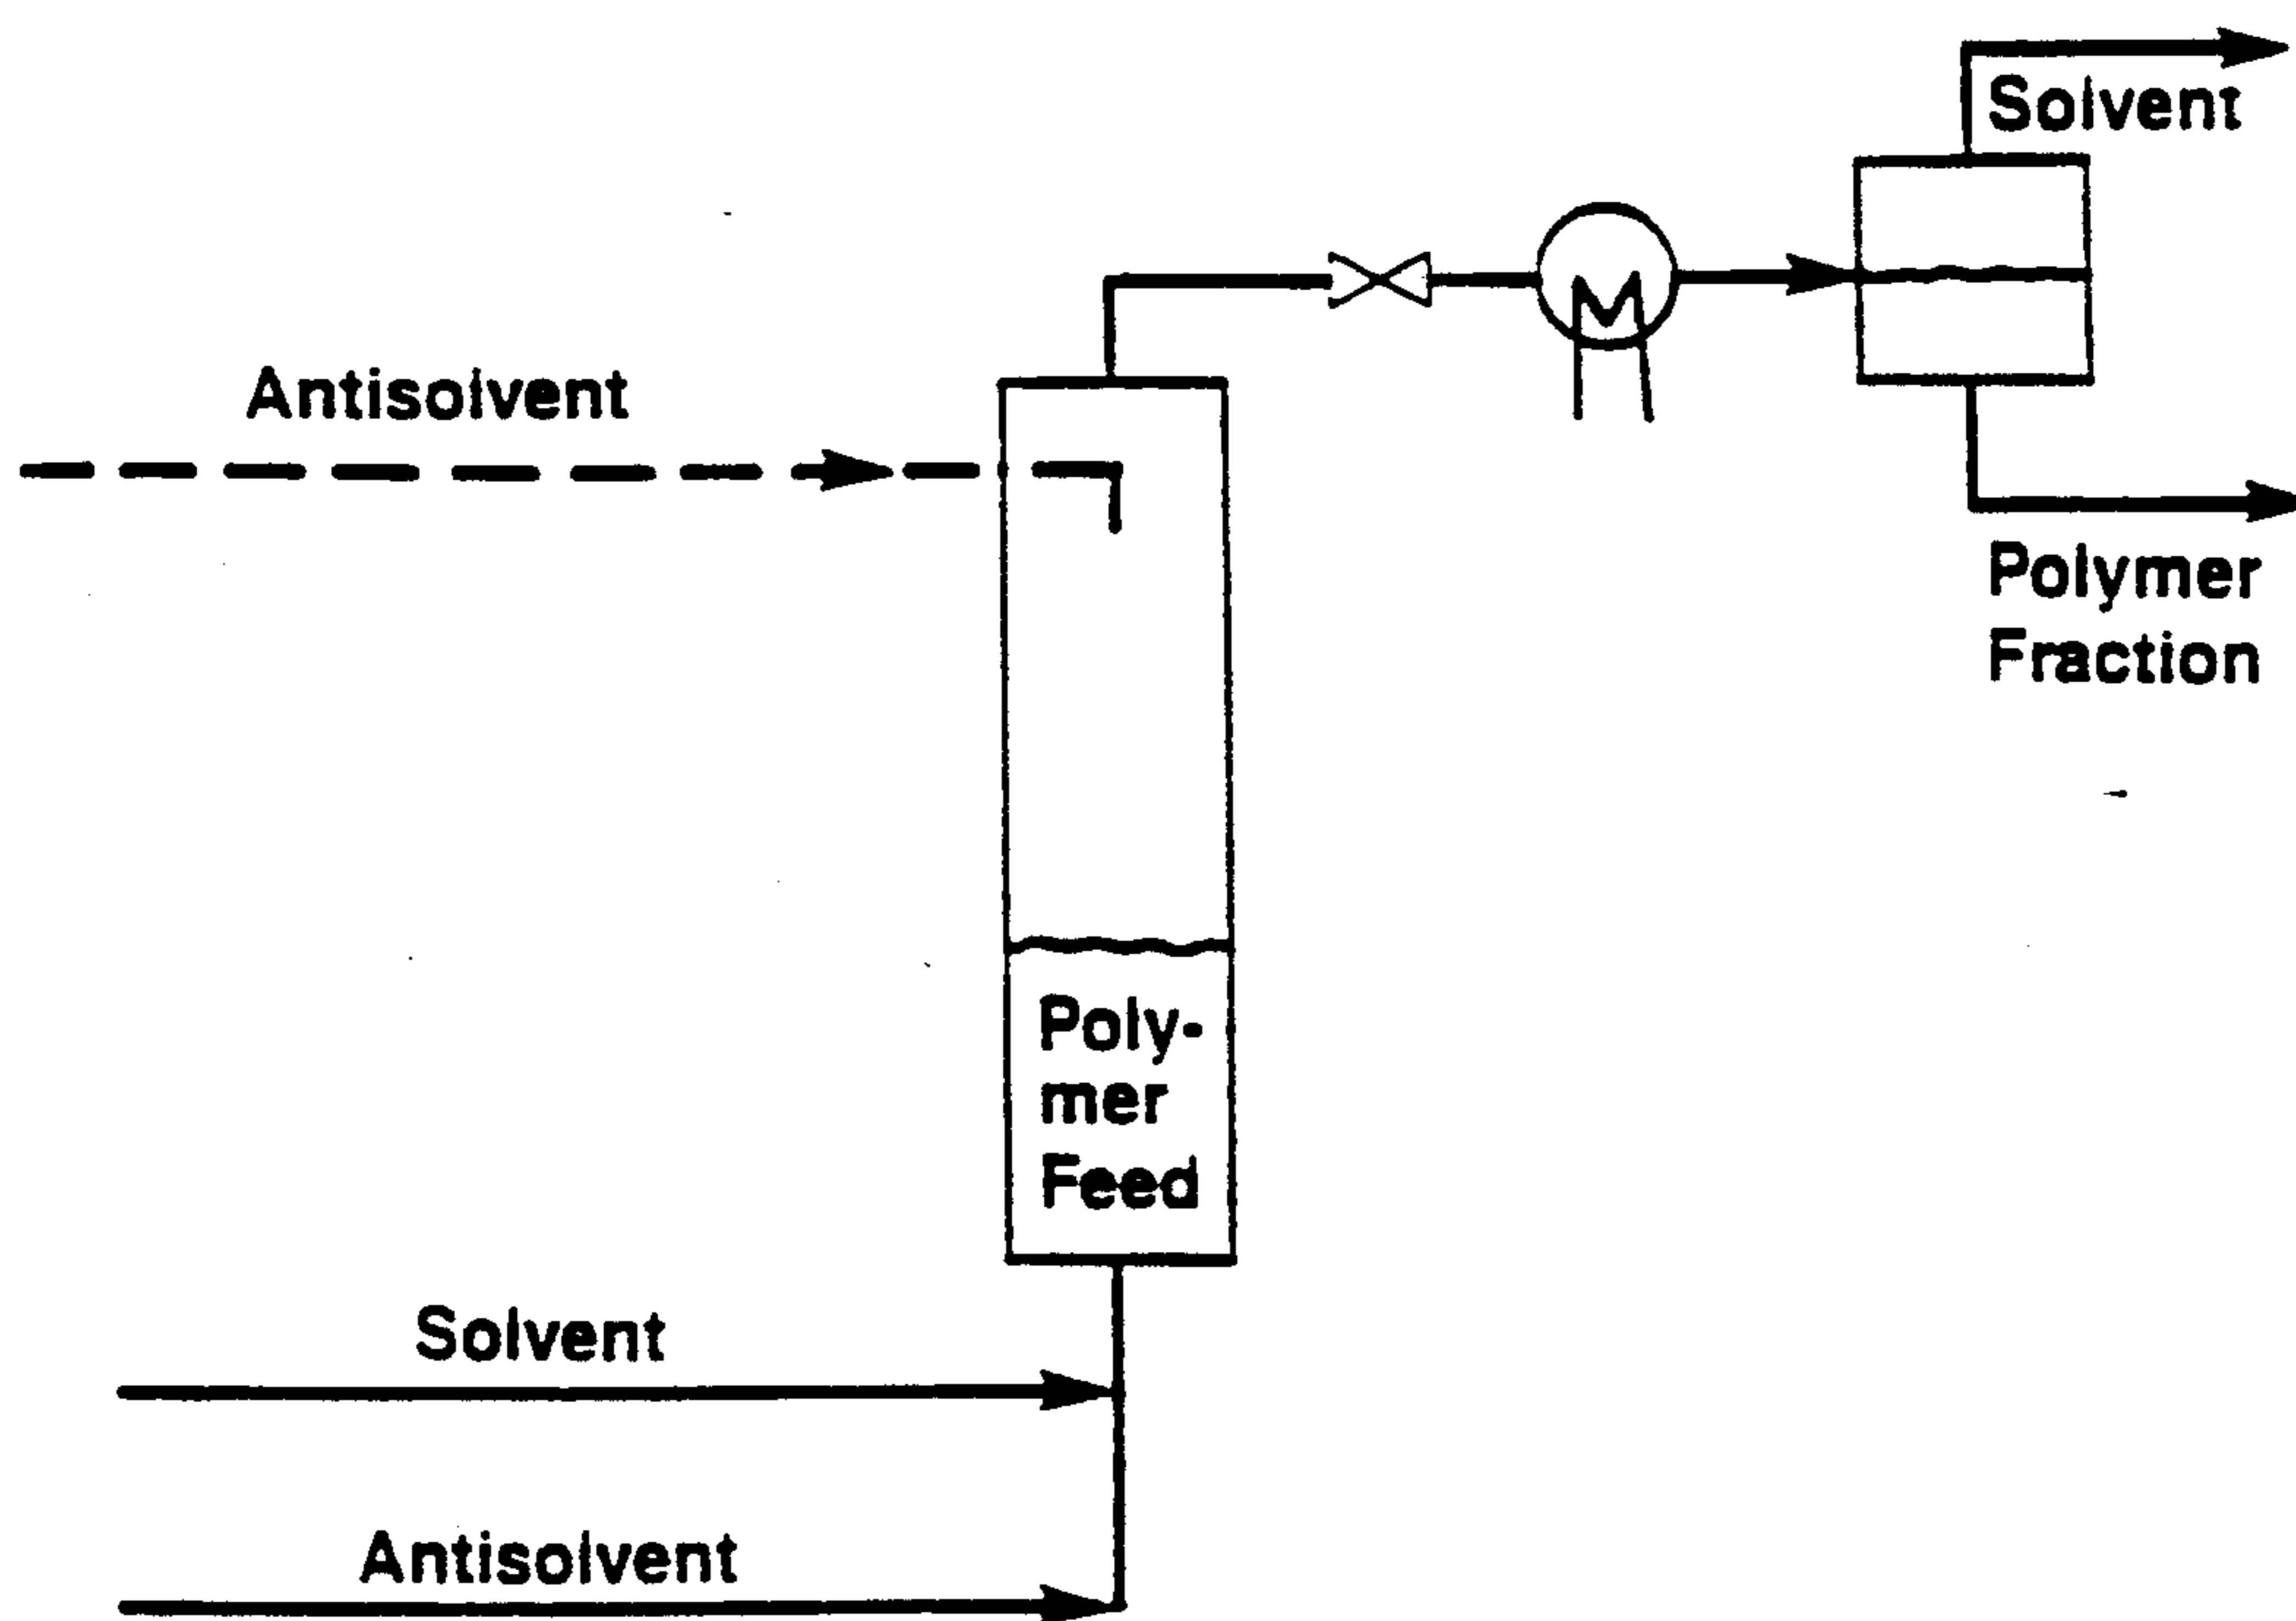 Solvent
Antisolvent
Polymer
Fraction
Poly-
mer
Feed
Solvent
Antisolvent